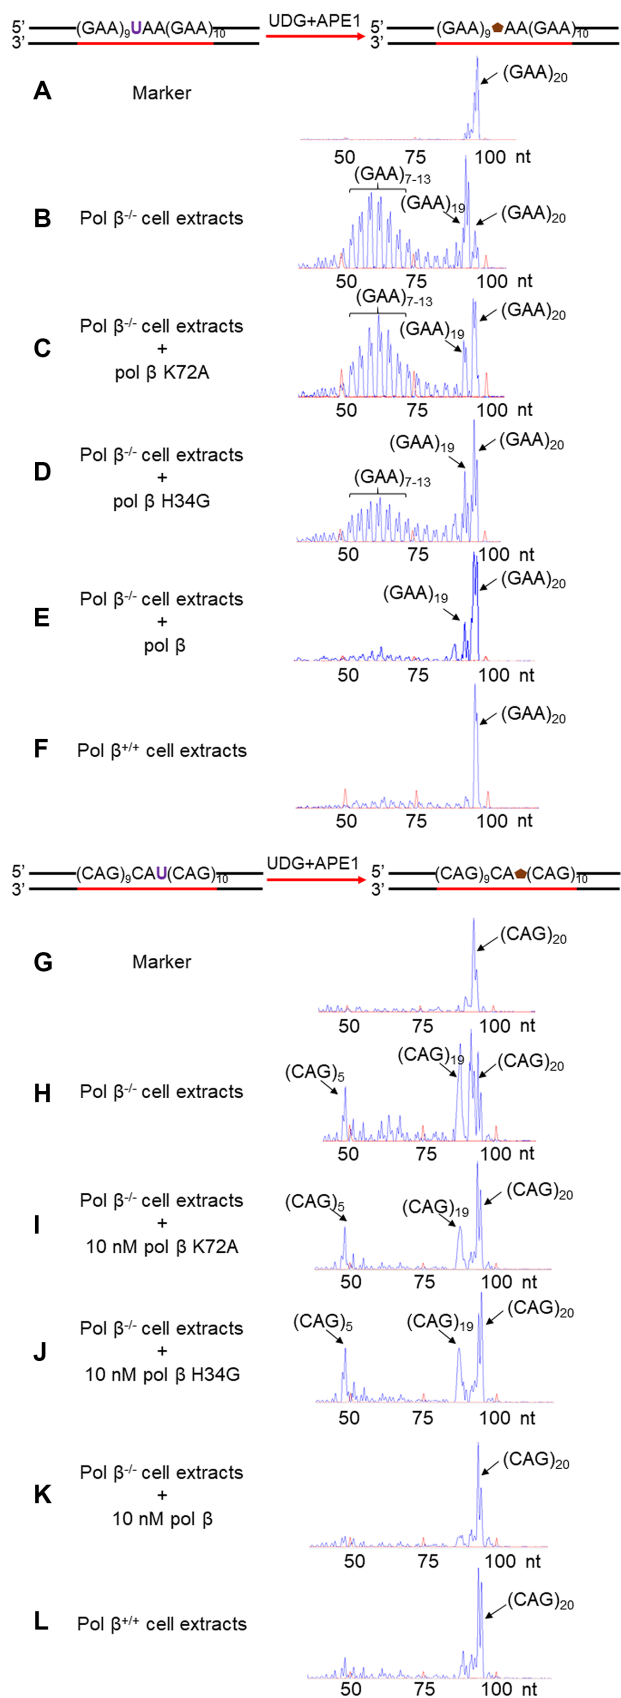 5’ (GAA)9UAA(GAA)10 UDG+APE1 5’ (GAA)9 AA(GAA)10
3’ 3’
A Marker (GAA)20
50 75 100 nt
(GAA)7-13
B Pol β-/- cell extracts (GAA)19 (GAA)20
50 75 100 nt
(GAA)7-13
Pol β-/- cell extracts (GAA)19 (GAA)20
C +
pol β K72A
50 75 100 nt
Pol β-/- cell extracts (GAA)19 (GAA)20
D + (GAA)7-13
pol β H34G
50 75 100 nt
Pol β-/- cell extracts (GAA)19 (GAA)20
E +
pol β
50 75 100 nt
(GAA)20
F Pol β+/+ cell extracts
50 75 100 nt
5’ (CAG)9CAU(CAG)10 UDG+APE1 5’ (CAG)9CA (CAG)10
3’ 3’
G Marker (CAG)20
50 75 100 nt
(CAG)5 (CAG)19 (CAG)20
H Pol β-/- cell extracts
50 75 100 nt
Pol β-/- cell extracts (CAG)5 (CAG)19 (CAG)20
I +
10 nM pol β K72A
50 75 100 nt
Pol β-/- cell extracts (CAG)5 (CAG)19 (CAG)20
J +
10 nM pol β H34G
50 75 100 nt
Pol β-/- cell extracts (CAG)20
K +
10 nM pol β
50 75 100 nt
L Pol β+/+ cell extracts (CAG)20
50 75 100 nt